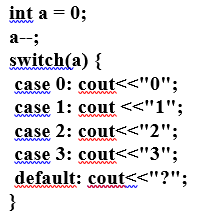 int a = 0;
a--;
switch(a) {
case 0: cout<<"0";
case 1: cout <<"1";
case 2: cout<<"2";
case 3: cout<<"3";
default: cout<<"?";
}